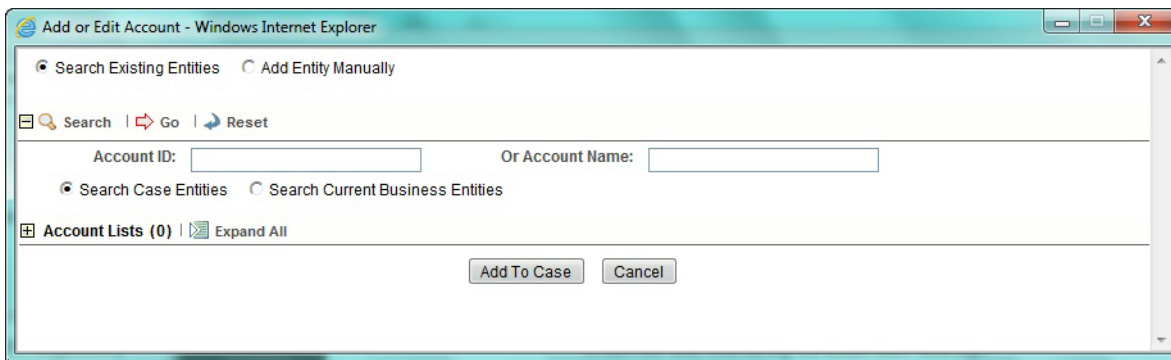 Add or Edit Account - Windows Internet Explorer
Search Existing Entities Add Entity Manually
Search Go Reset
Account ID: Or Account Name:
Search Case Entities Search Current Business Entities
Account Lists (0) Expand All
Add To Case Cancel